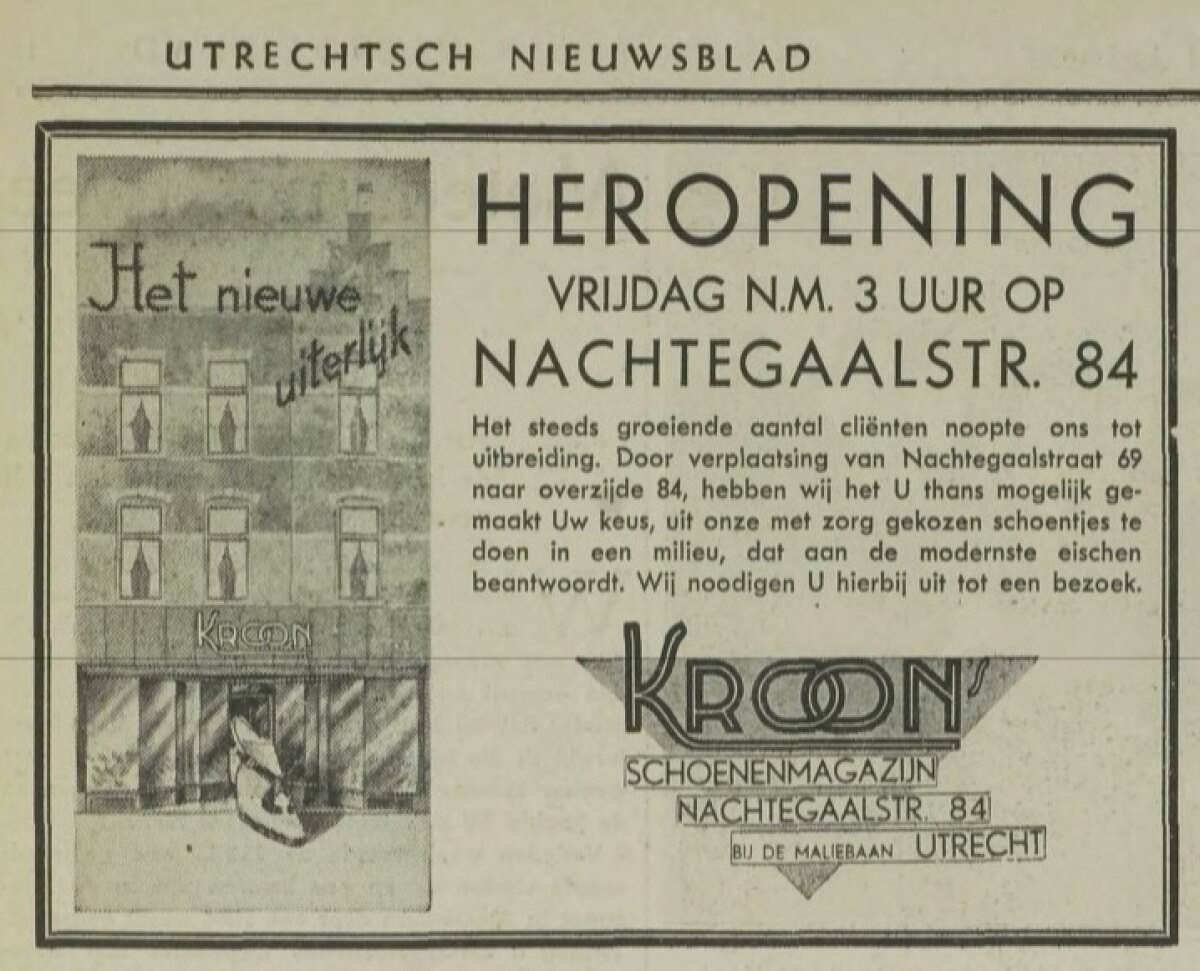 UTRECHTSCH NIEUWSBLAD
Het nieuwe
uiterlijk
KROON
HEROPENING
VRIJDAG N.M. 3 UUR OP
NACHTEGAALSTR. 84
Het steeds groeiende aantal cliënten noopte ons tot
uitbreiding. Door verplaatsing van Nachtegaalstraat 69
naar overzijde 84, hebben wij het U thans mogelijk ge-
maakt Uw keus, uit onze met zorg gekozen schoentjes te
doen in een milieu, dat aan de modernste eischen
beantwoordt. Wij noodigen U hierbij uit tot een bezoek.
KROON'S
SCHOENENMAGAZIJN
NACHTEGAALSTR. 84
BIJ DE MALIEBAAN UTRECHT